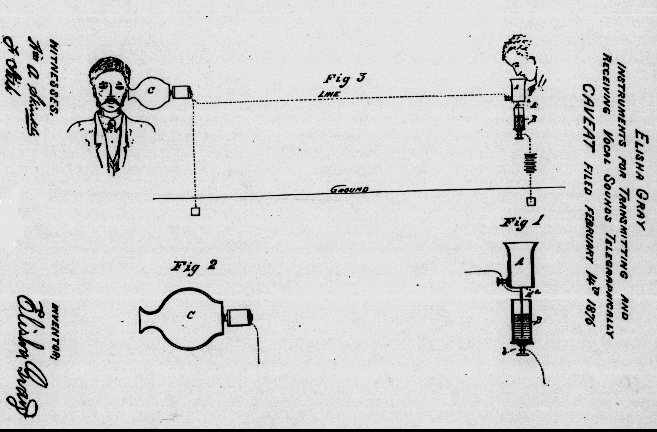 ELISHA GRAY
INSTRUMENTS FOR TRANSMITTING AND
RECEIVING VOCAL SOUNDS TELEGRAPHICALLY
CAVEAT FILED FEBRUARY 14th 1876
Fig 3
LINE
C
A
B
GROUND
Fig 2
C
Fig 1
A
a
B
b
WITNESSES.
INVENTOR;
Elisha Gray